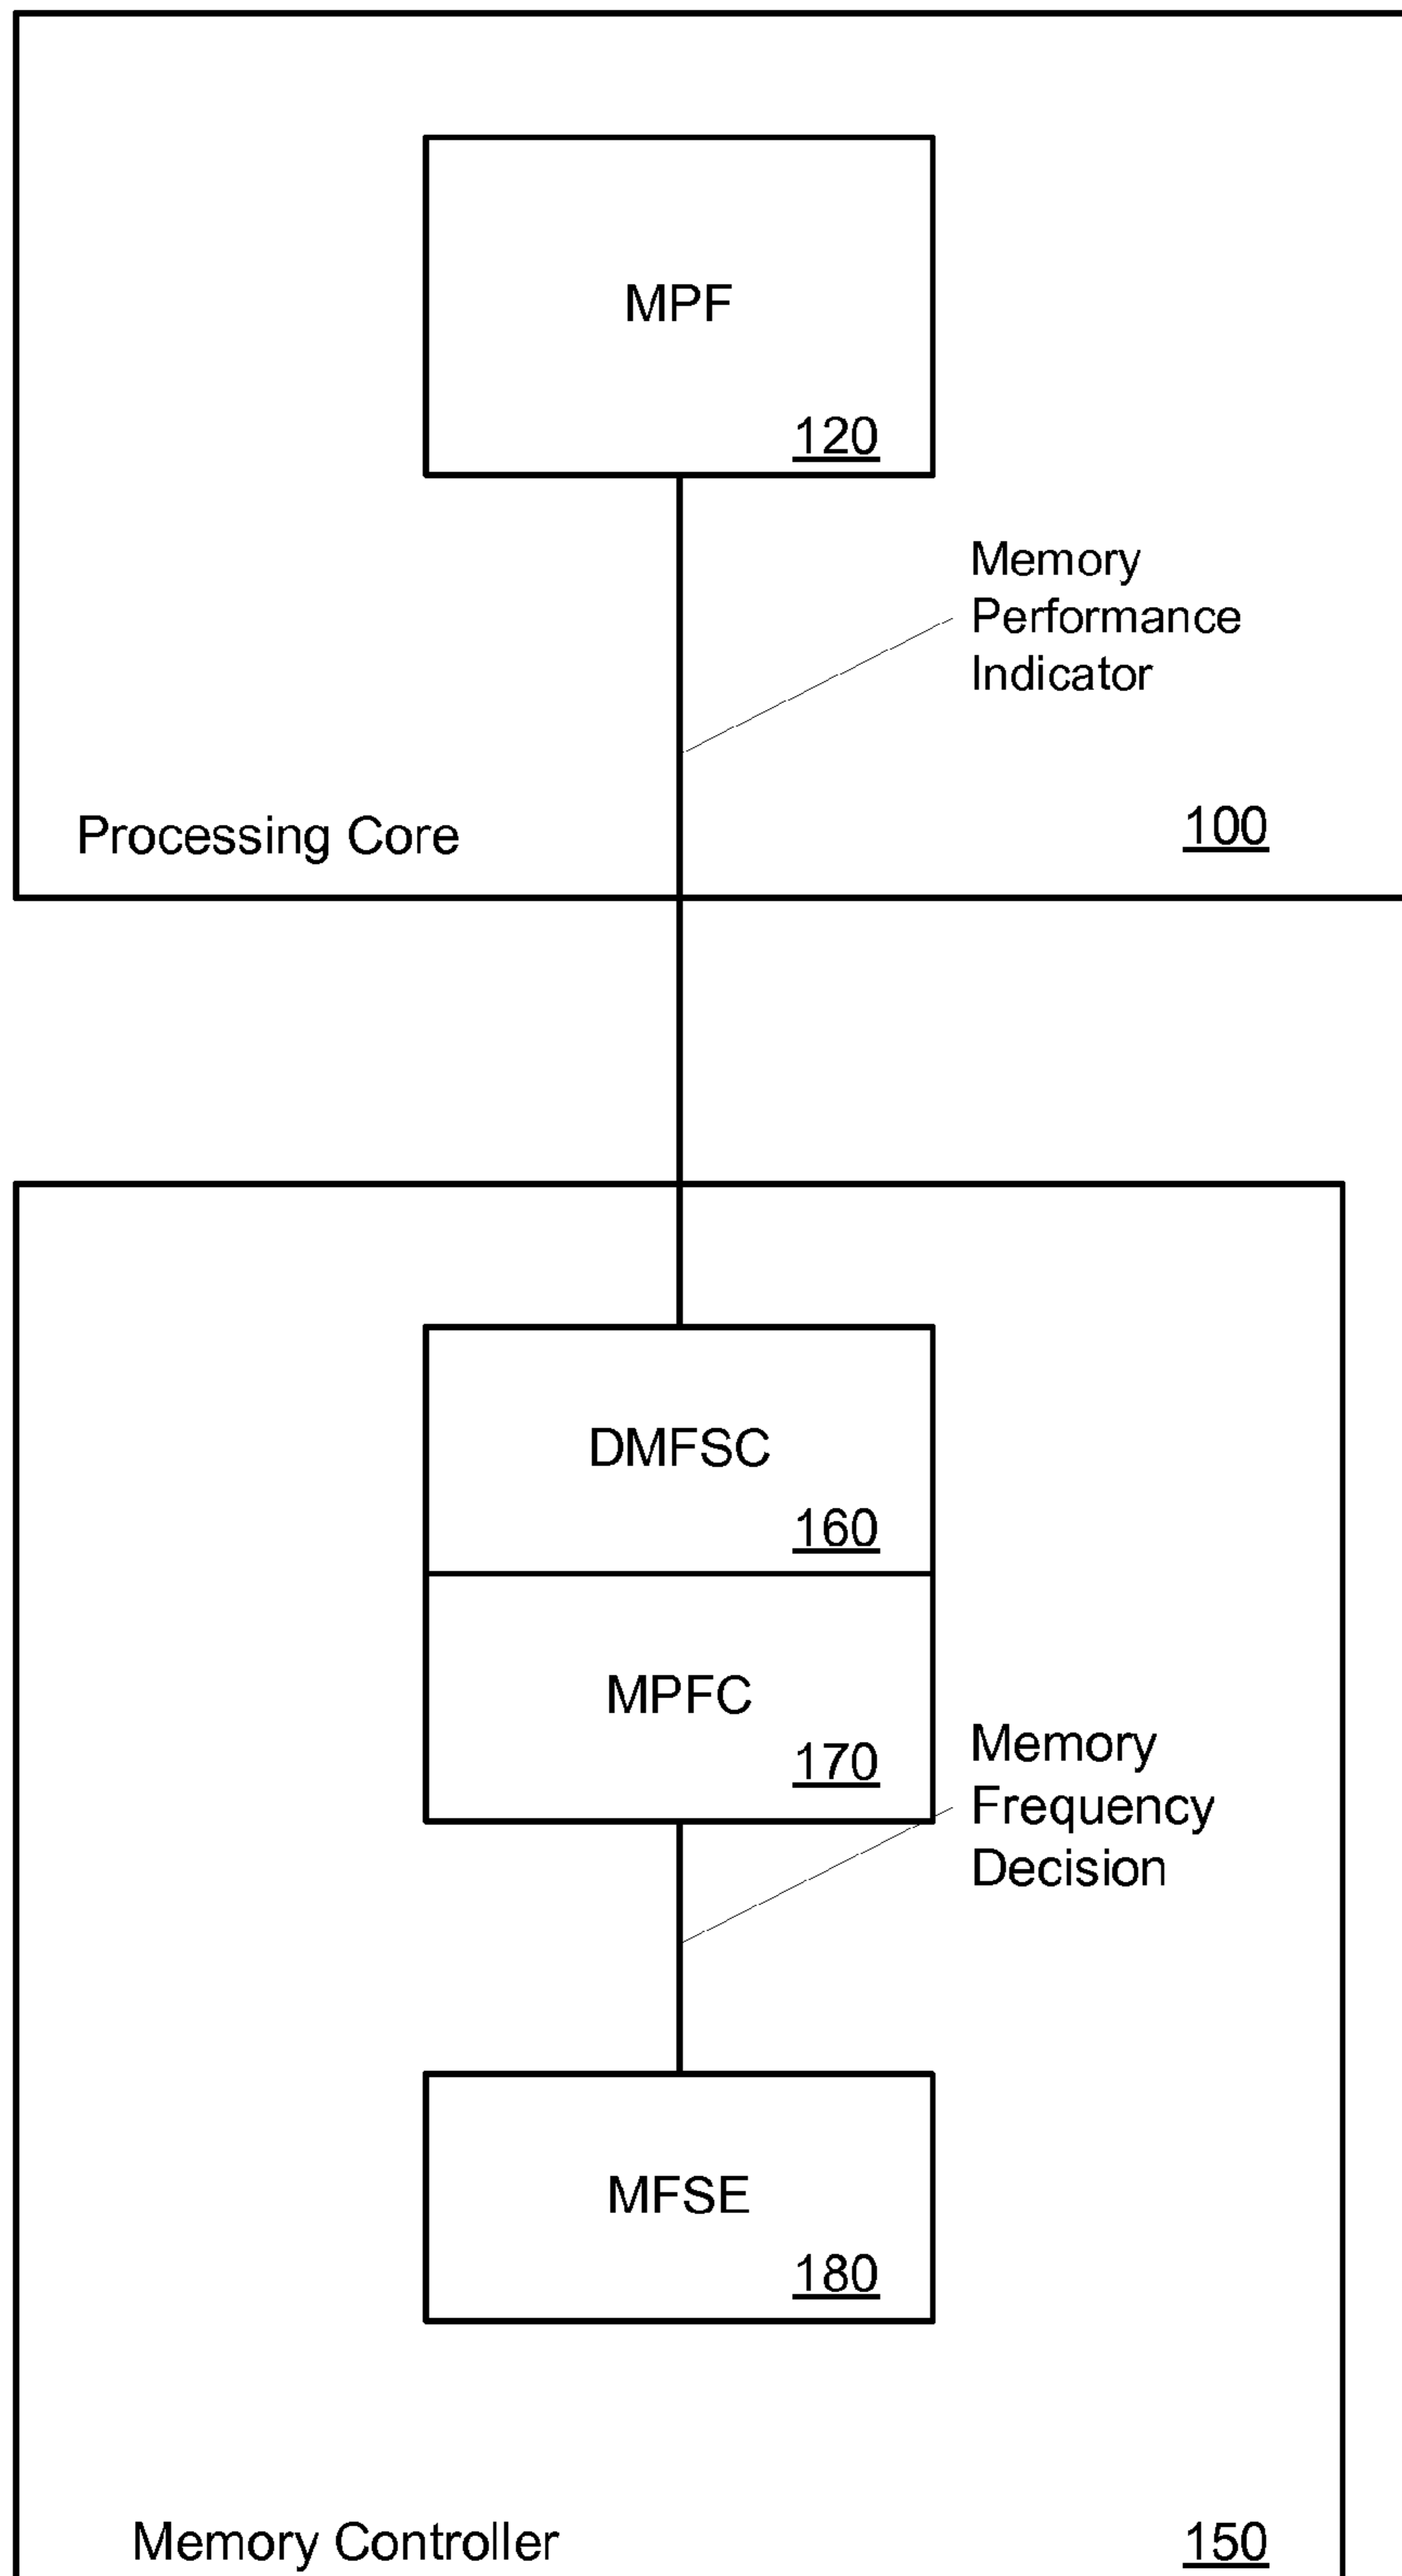 MPF
120
Memory
Performance
Indicator
Processing Core
100
DMFSC
160
MPFC
170
Memory
Frequency
Decision
MFSE
180
Memory Controller
150